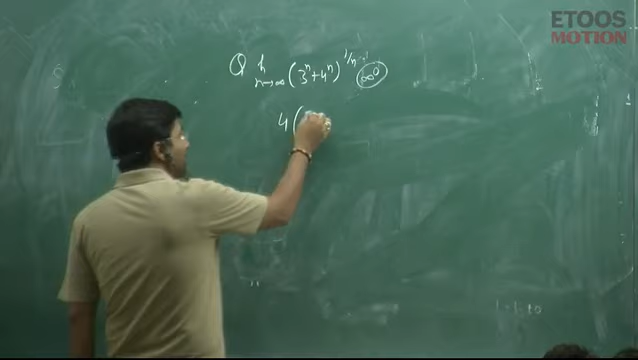 ETOOS
MOTION
Q lim n→∞ (3ⁿ+4ⁿ)^1/n (∞⁰)
4(